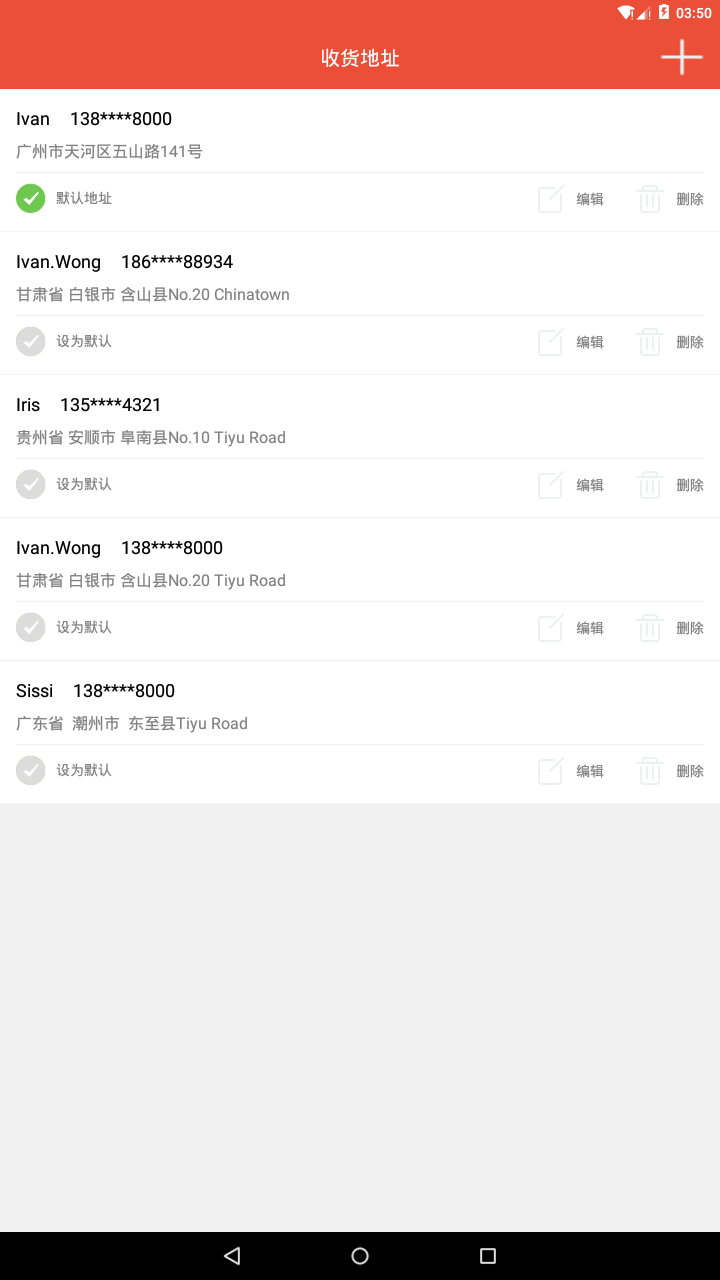 03:50
收货地址
Ivan 138****8000
广州市天河区五山路141号
默认地址 编辑 删除
Ivan.Wong 186****88934
甘肃省 白银市 含山县No.20 Chinatown
设为默认 编辑 删除
Iris 135****4321
贵州省 安顺市 阜南县No.10 Tiyu Road
设为默认 编辑 删除
Ivan.Wong 138****8000
甘肃省 白银市 含山县No.20 Tiyu Road
设为默认 编辑 删除
Sissi 138****8000
广东省 潮州市 东至县Tiyu Road
设为默认 编辑 删除